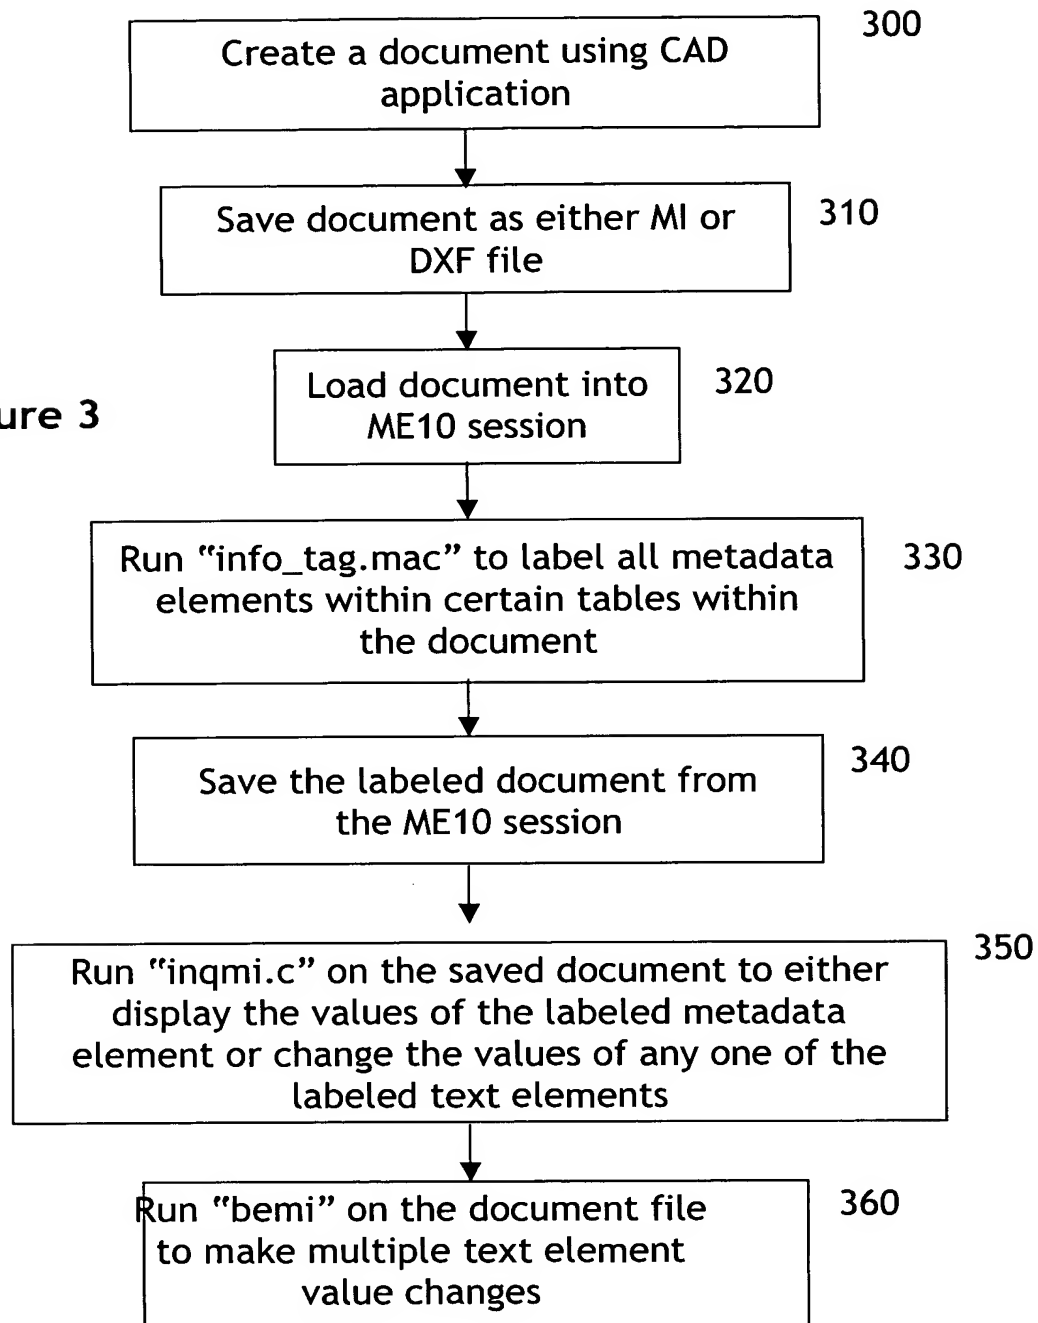 300
Create a document using CAD
application
310
Save document as either MI or
DXF file
320
Load document into
ME10 session
ure 3
330
Run “info_tag.mac” to label all metadata
elements within certain tables within
the document
340
Save the labeled document from
the ME10 session
350
Run “inqmi.c” on the saved document to either
display the values of the labeled metadata
element or change the values of any one of the
labeled text elements
360
Run “bemi” on the document file
to make multiple text element
value changes